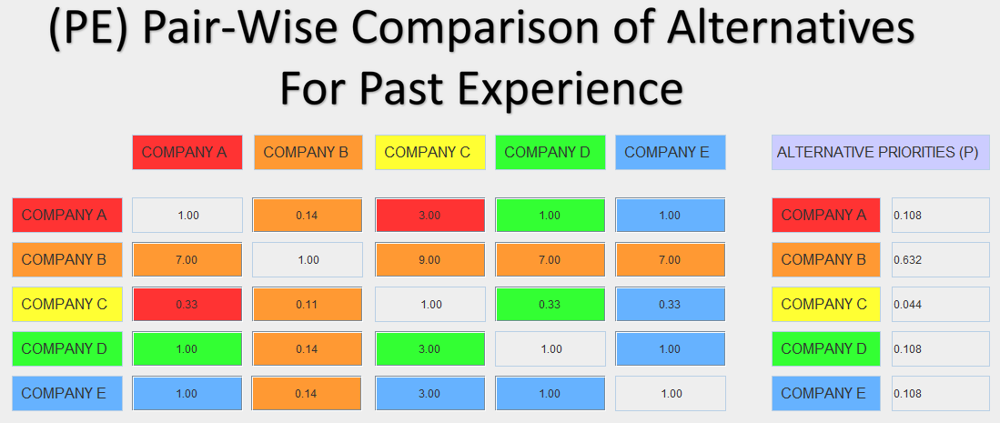 (PE) Pair-Wise Comparison of Alternatives
For Past Experience
COMPANY A COMPANY B COMPANY C COMPANY D COMPANY E ALTERNATIVE PRIORITIES (P)
COMPANY A 1.00 0.14 3.00 1.00 1.00 COMPANY A 0.108
COMPANY B 7.00 1.00 9.00 7.00 7.00 COMPANY B 0.632
COMPANY C 0.33 0.11 1.00 0.33 0.33 COMPANY C 0.044
COMPANY D 1.00 0.14 3.00 1.00 1.00 COMPANY D 0.108
COMPANY E 1.00 0.14 3.00 1.00 1.00 COMPANY E 0.108